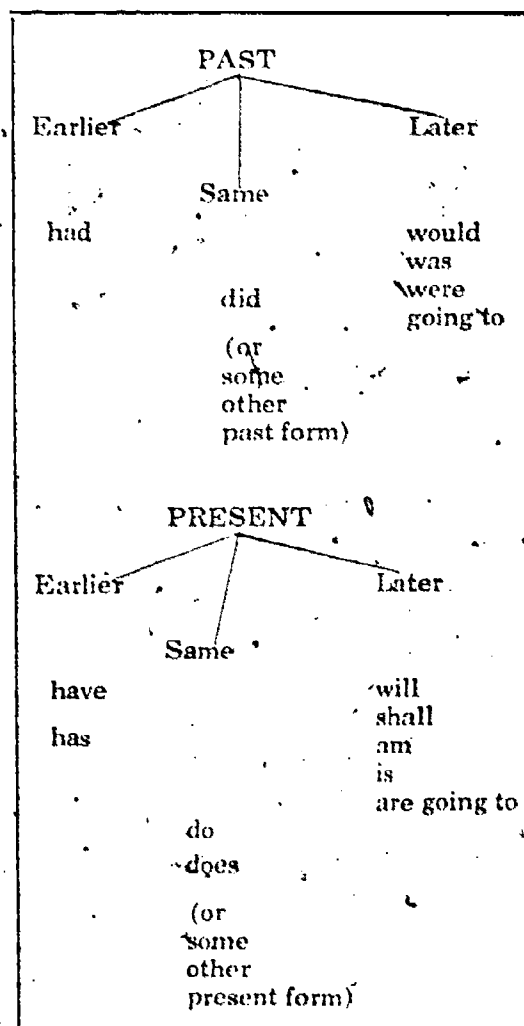 PAST
Earlier Later
Same
had would
was
were
did going to
(or
some
other
past form)
PRESENT
Earlier Later
Same
have will
shall
has am
is
are going to
do
does
(or
some
other
present form)